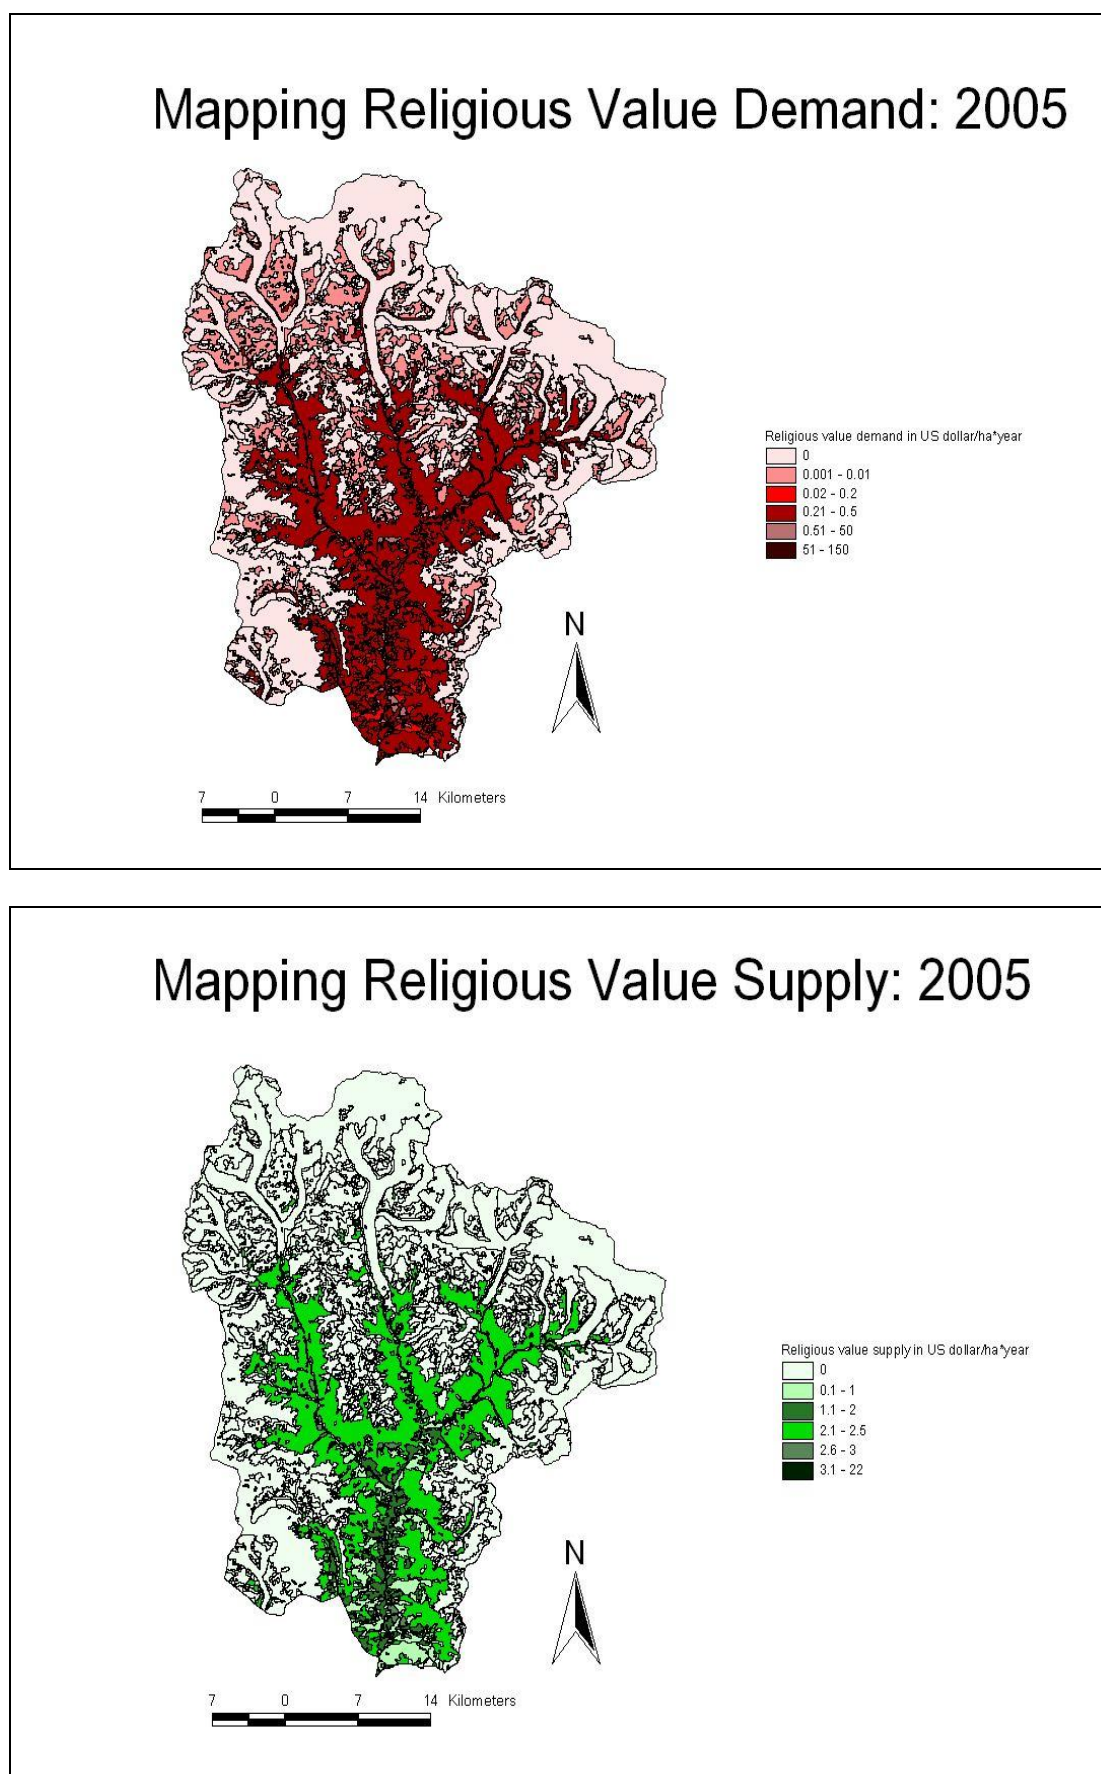 Mapping Religious Value Demand: 2005
Religious value demand in US dollar/ha*year
0
0.001 - 0.01
0.02 - 0.2
0.21 - 0.5
0.51 - 50
51 - 150
N
7 0 7 14 Kilometers
Mapping Religious Value Supply: 2005
Religious value supply in US dollar/ha*year
0
0.1 - 1
1.1 - 2
2.1 - 2.5
2.6 - 3
3.1 - 22
N
7 0 7 14 Kilometers